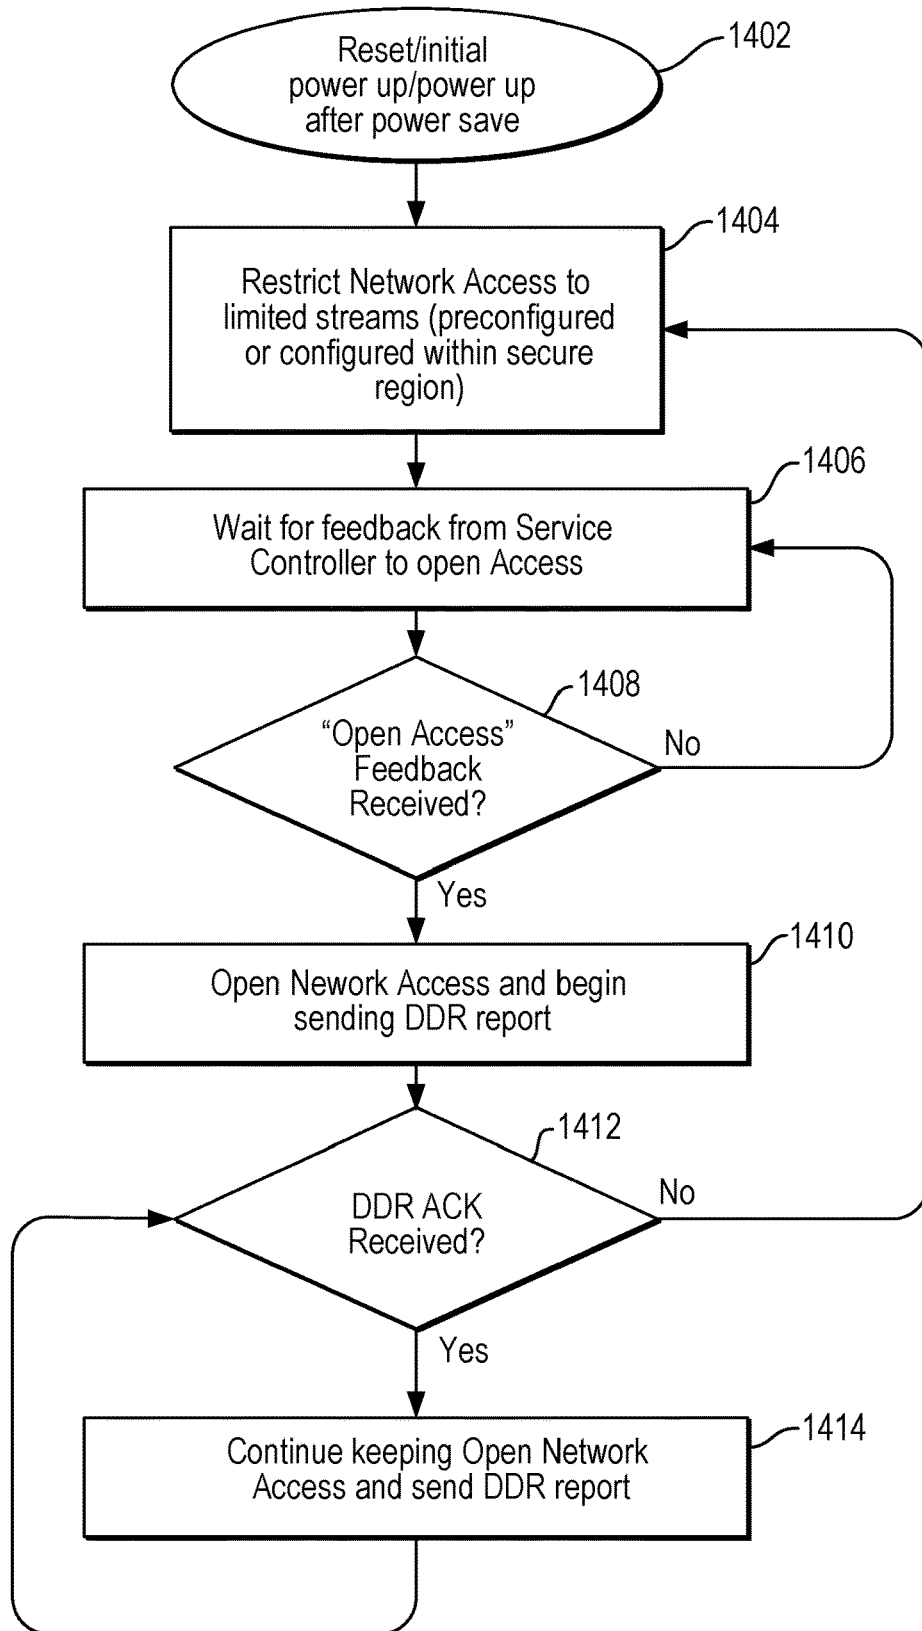 Reset/initial
power up/power up
after power save
1402
1404
Restrict Network Access to
limited streams (preconfigured
or configured within secure
region)
1406
Wait for feedback from Service
Controller to open Access
1408
“Open Access”
Feedback
Received?
No
Yes
1410
Open Nework Access and begin
sending DDR report
1412
DDR ACK
Received?
No
Yes
1414
Continue keeping Open Network
Access and send DDR report